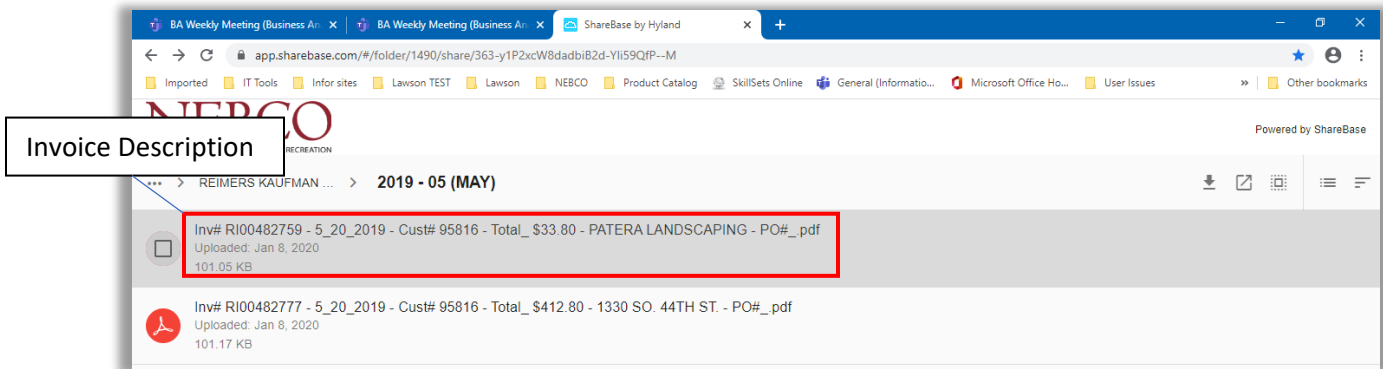 BA Weekly Meeting (Business An BA Weekly Meeting (Business An ShareBase by Hyland
app.sharebase.com/#/folder/1490/share/363-y1P2xcW8dadbiB2d-Yli59QfP--M
Imported IT Tools Infor sites Lawson TEST Lawson NEBCO Product Catalog SkillSets Online General (Informatio... Microsoft Office Ho... User Issues » Other bookmarks
NEBCO
RECREATION
Powered by ShareBase
Invoice Description
... > REIMERS KAUFMAN ... > 2019 - 05 (MAY)
Inv# RI00482759 - 5_20_2019 - Cust# 95816 - Total_ $33.80 - PATERA LANDSCAPING - PO#_.pdf
Uploaded: Jan 8, 2020
101.05 KB
Inv# RI00482777 - 5_20_2019 - Cust# 95816 - Total_ $412.80 - 1330 SO. 44TH ST. - PO#_.pdf
Uploaded: Jan 8, 2020
101.17 KB